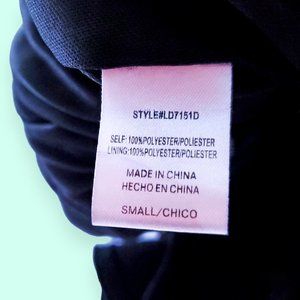 STYLE#LD7151D
SELF: 100%POLYESTER/POLIESTER
LINING:100%POLYESTER/POLIESTER
MADE IN CHINA
HECHO EN CHINA
SMALL/CHICO